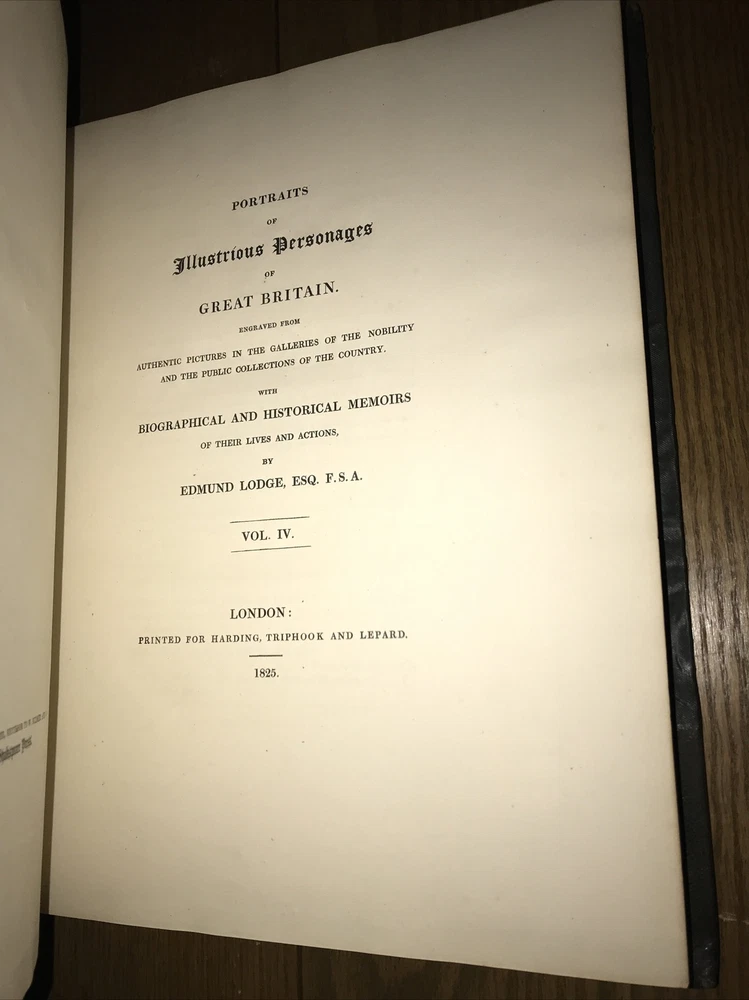 PORTRAITS
OF
Illustrious Personages
OF
GREAT BRITAIN.
ENGRAVED FROM
AUTHENTIC PICTURES IN THE GALLERIES OF THE NOBILITY
AND THE PUBLIC COLLECTIONS OF THE COUNTRY.
WITH
BIOGRAPHICAL AND HISTORICAL MEMOIRS
OF THEIR LIVES AND ACTIONS,
BY
EDMUND LODGE, ESQ. F.S.A.
VOL. IV.
LONDON:
PRINTED FOR HARDING, TRIPHOOK AND LEPARD.
1825.